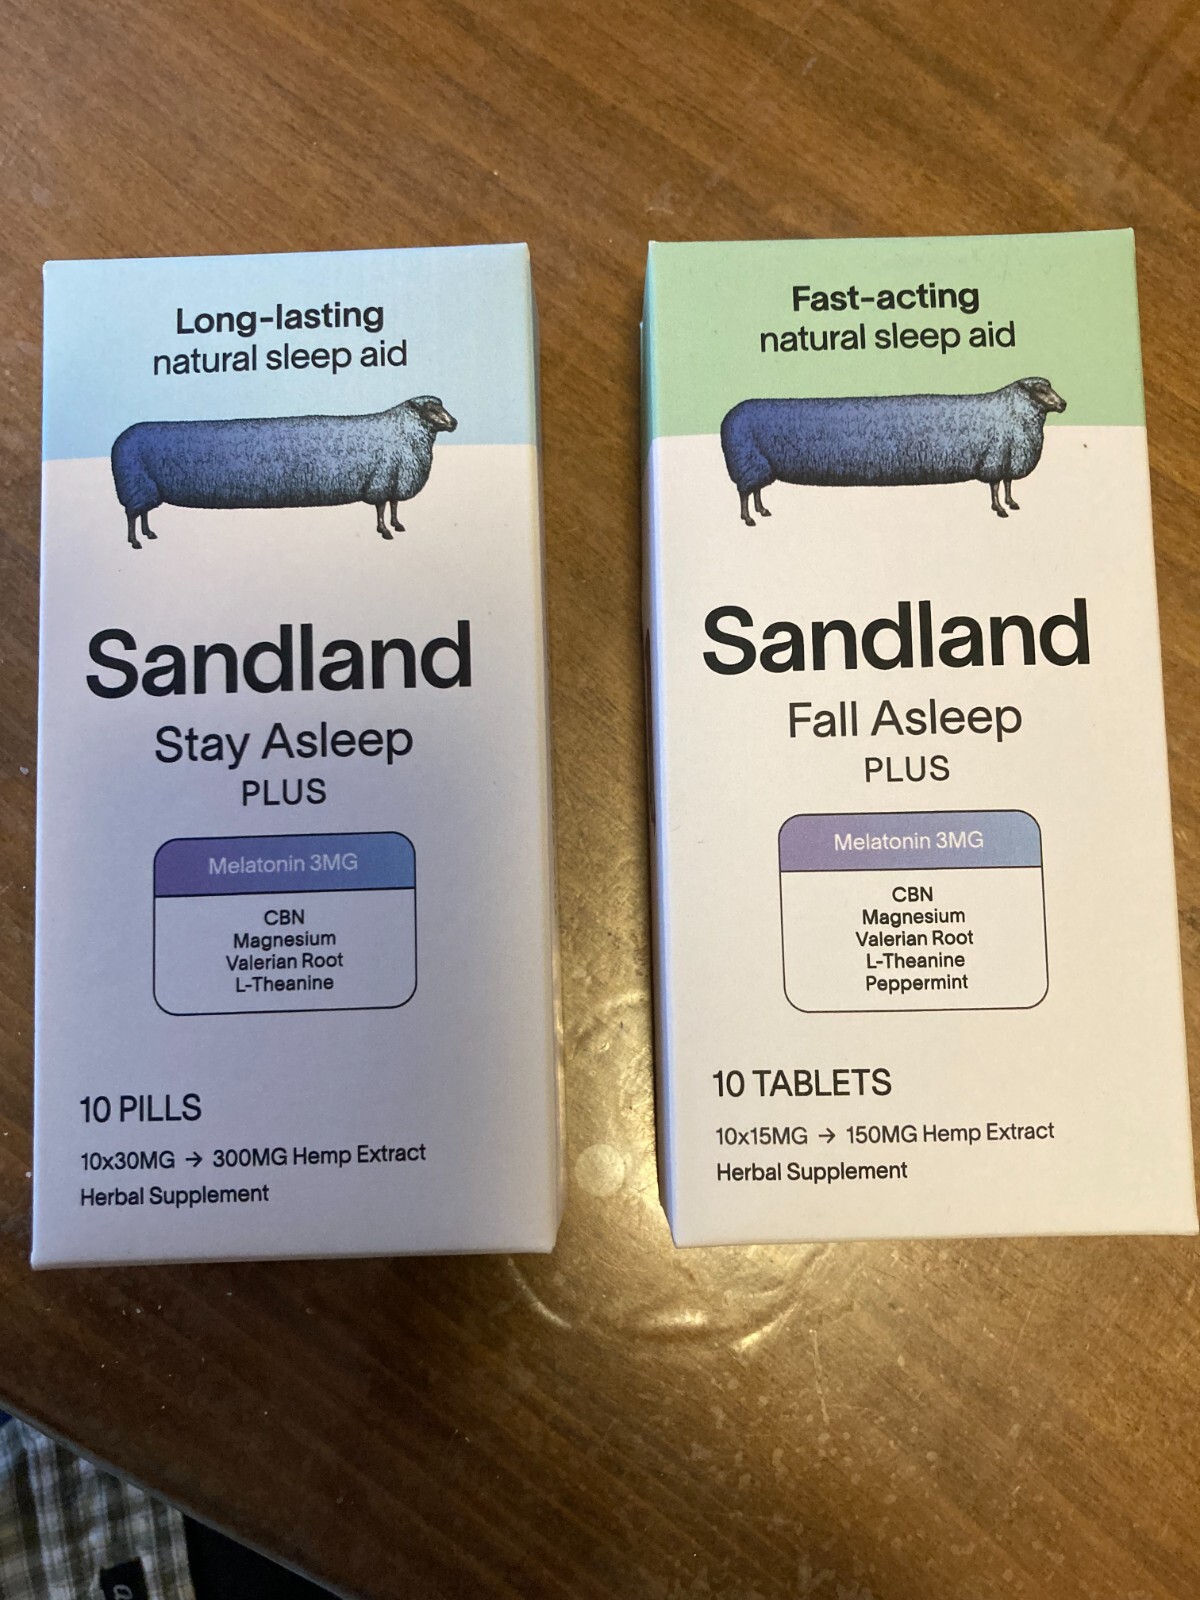 Long-lasting
natural sleep aid
Sandland
Stay Asleep
PLUS
Melatonin 3MG
CBN
Magnesium
Valerian Root
L-Theanine
10 PILLS
10x30MG → 300MG Hemp Extract
Herbal Supplement
Fast-acting
natural sleep aid
Sandland
Fall Asleep
PLUS
Melatonin 3MG
CBN
Magnesium
Valerian Root
L-Theanine
Peppermint
10 TABLETS
10x15MG → 150MG Hemp Extract
Herbal Supplement